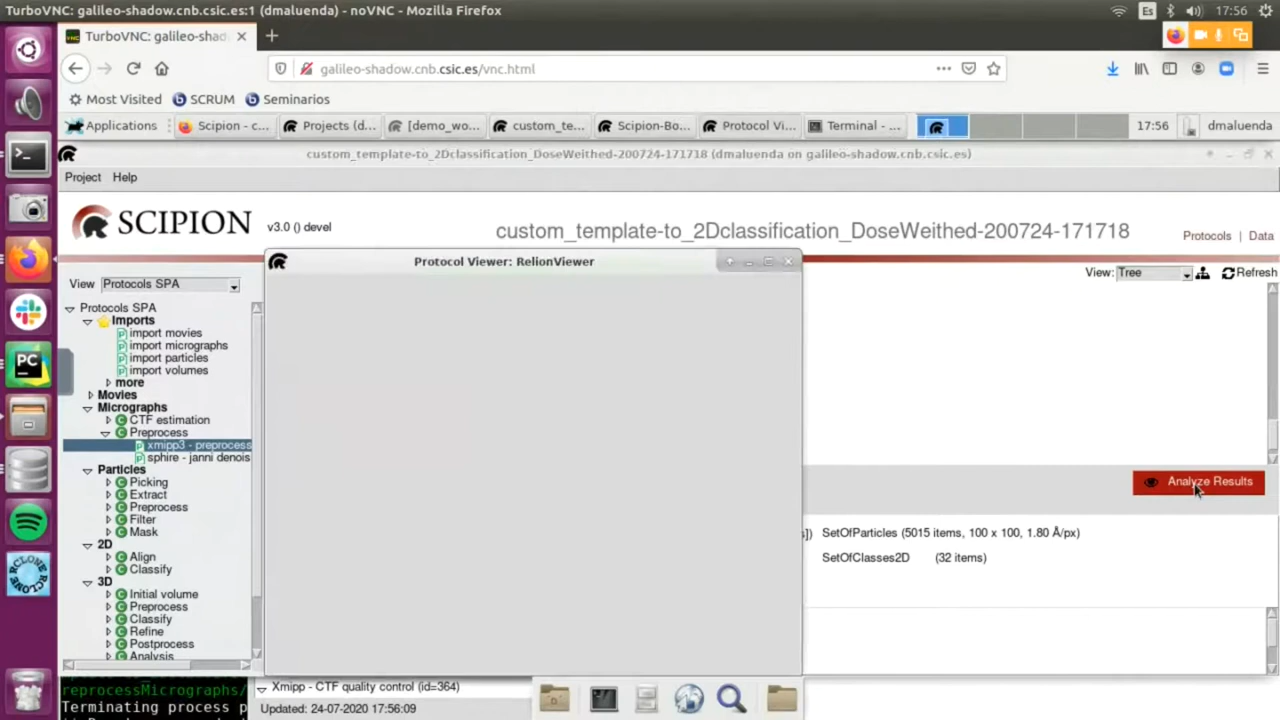 TurboVNC: galileo-shadow.cnb.csic.es:1 (dmaluenda) - noVNC - Mozilla Firefox
Es
17:56
TurboVNC: galileo-shad
galileo-shadow.cnb.csic.es/vnc.html
Most Visited
SCRUM
Seminarios
Applications
Scipion - c...
Projects (d...
[demo_wo...
custom_te...
Scipion-Bo...
Protocol Vi...
Terminal - ...
17:56
dmaluenda
custom_template-to_2Dclassification_DoseWeithed-200724-171718 (dmaluenda on galileo-shadow.cnb.csic.es)
Project Help
SCIPION
v3.0 () devel
custom_template-to_2Dclassification_DoseWeithed-200724-171718
Protocols | Data
Protocol Viewer: RelionViewer
View: Tree
Refresh
View Protocols SPA
Protocols SPA
Imports
import movies
import micrographs
import particles
import volumes
more
Movies
Micrographs
CTF estimation
Preprocess
xmipp3 - preprocess
sphire - janni denois
Particles
Picking
Extract
Preprocess
Filter
Mask
2D
Align
Classify
3D
Initial volume
Preprocess
Classify
Refine
Postprocess
Analysis
Analyze Results
s]) SetOfParticles (5015 items, 100 x 100, 1.80 Å/px)
SetOfClasses2D (32 items)
reprocessMicrographs/
Terminating process p
Xmipp - CTF quality control (id=364)
Updated: 24-07-2020 17:56:09
PC
RCLONE